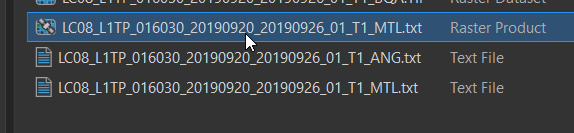 LC08_L1TP_016030_20190920_20190926_01_T1_MTL.txt Raster Product
LC08_L1TP_016030_20190920_20190926_01_T1_ANG.txt Text File
LC08_L1TP_016030_20190920_20190926_01_T1_MTL.txt Text File